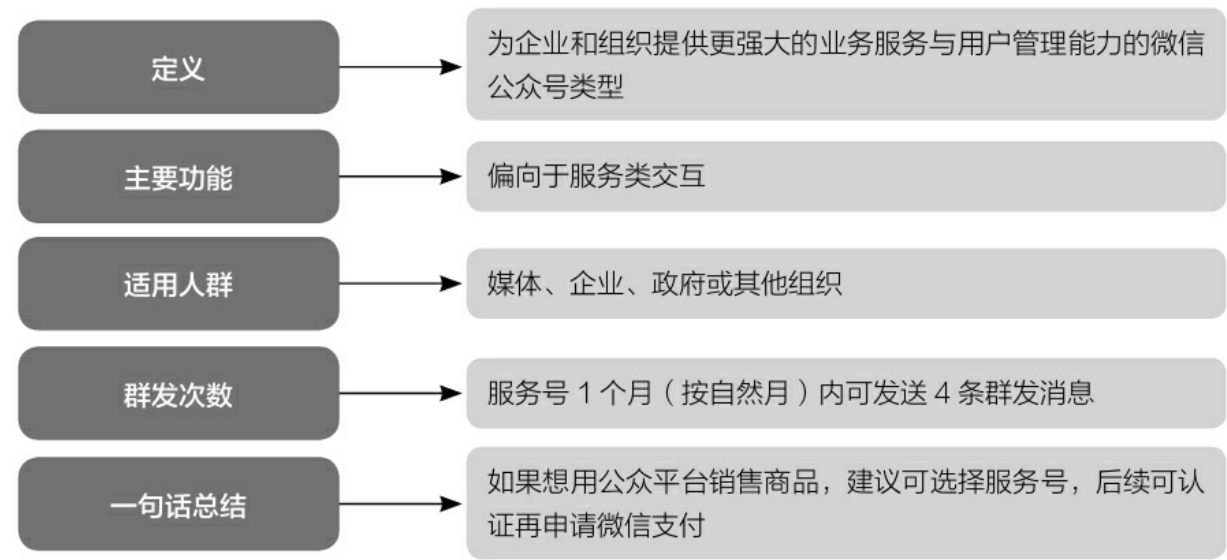 定义
为企业和组织提供更强大的业务服务与用户管理能力的微信
公众号类型
主要功能
偏向于服务类交互
适用人群
媒体、企业、政府或其他组织
群发次数
服务号 1 个月（按自然月）内可发送 4 条群发消息
一句话总结
如果想用公众平台销售商品，建议可选择服务号，后续可认
证再申请微信支付